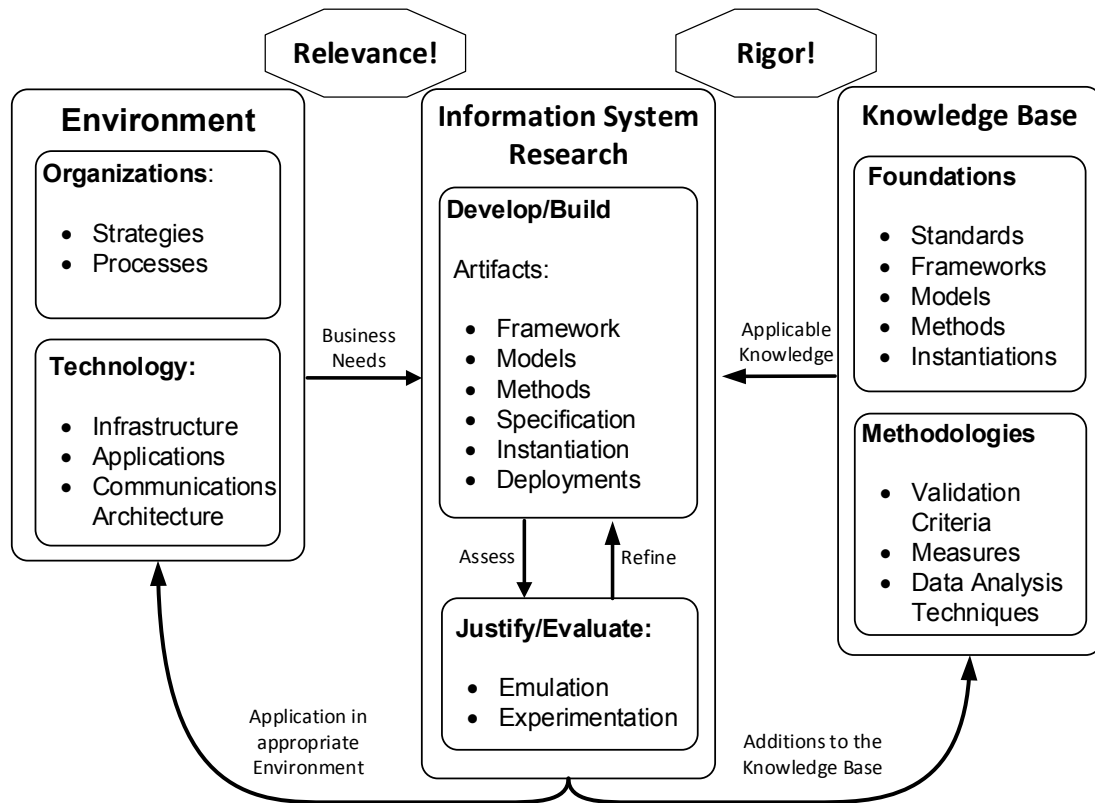 Relevance!
Rigor!
Environment
Organizations:
• Strategies
• Processes
Technology:
• Infrastructure
• Applications
• Communications
Architecture
Business
Needs
Information System
Research
Develop/Build
Artifacts:
• Framework
• Models
• Methods
• Specification
• Instantiation
• Deployments
Assess
Refine
Justify/Evaluate:
• Emulation
• Experimentation
Applicable
Knowledge
Knowledge Base
Foundations
• Standards
• Frameworks
• Models
• Methods
• Instantiations
Methodologies
• Validation
Criteria
• Measures
• Data Analysis
Techniques
Application in
appropriate
Environment
Additions to the
Knowledge Base